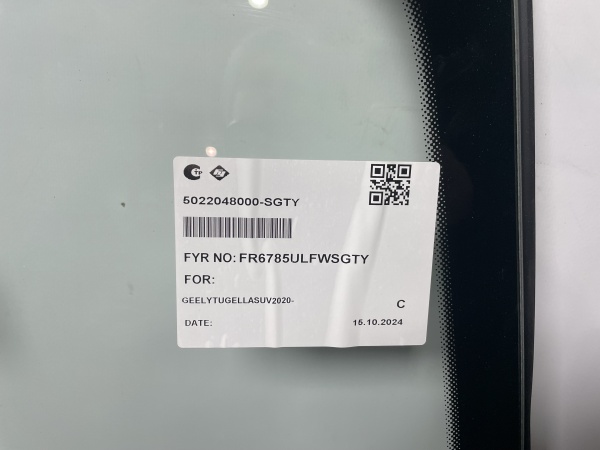 5022048000-SGTY
FYR NO: FR6785ULFWSGTY
FOR:
GEELYTUGELLASUV2020-
C
DATE: 15.10.2024